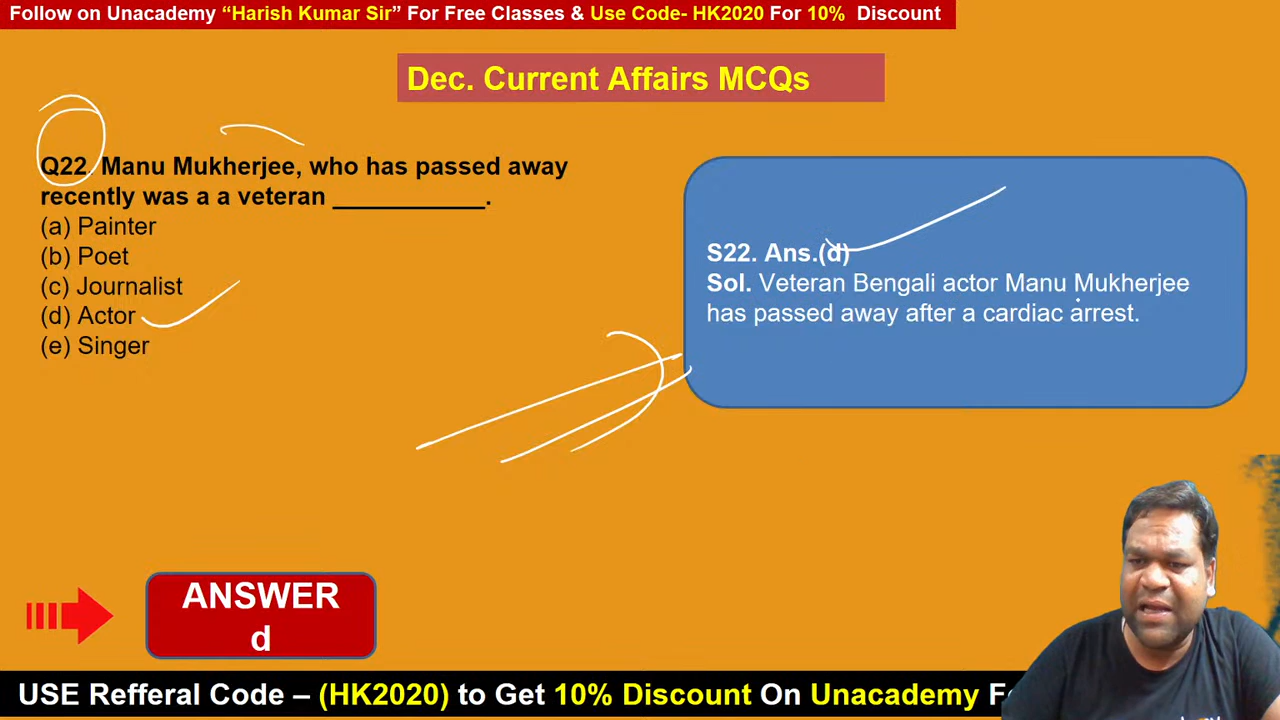 Follow on Unacademy “Harish Kumar Sir” For Free Classes & Use Code- HK2020 For 10% Discount
Dec. Current Affairs MCQs
Q22. Manu Mukherjee, who has passed away
recently was a a veteran ___________.
(a) Painter
(b) Poet
(c) Journalist
(d) Actor
(e) Singer
S22. Ans.(d)
Sol. Veteran Bengali actor Manu Mukherjee
has passed away after a cardiac arrest.
ANSWER
d
USE Refferal Code – (HK2020) to Get 10% Discount On Unacademy